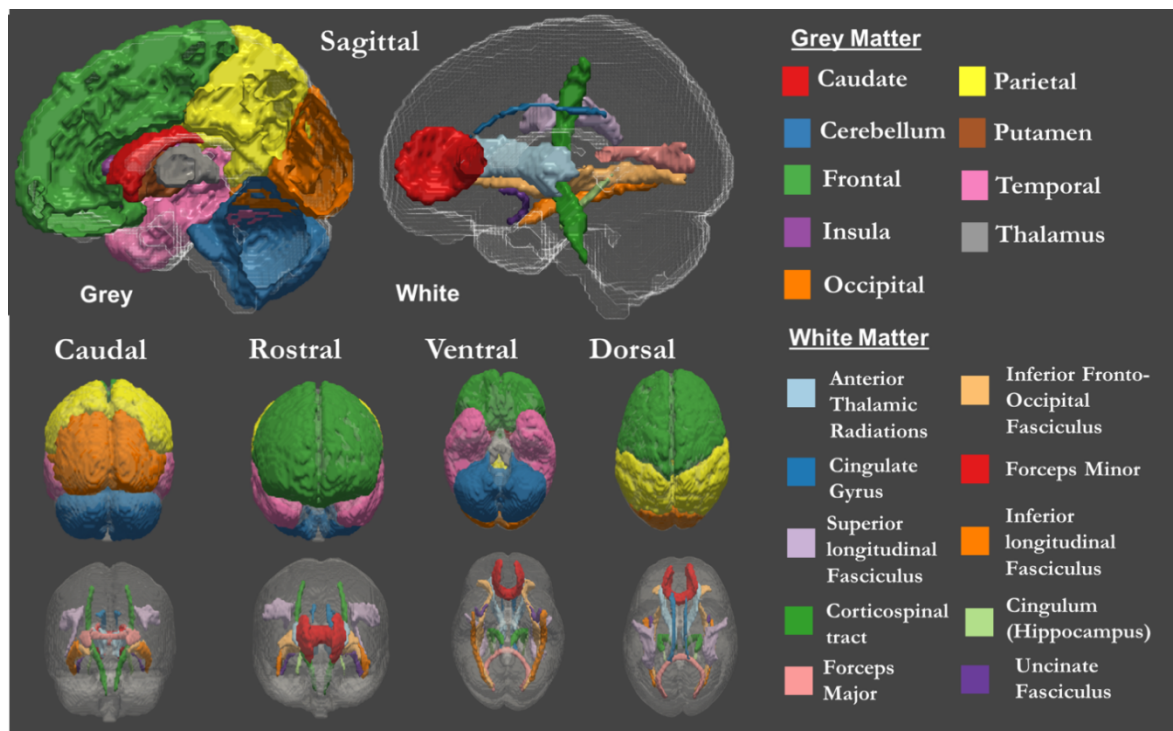 Sagittal
Grey
White
Grey Matter
Caudate
Parietal
Cerebellum
Putamen
Frontal
Temporal
Insula
Thalamus
Occipital
Caudal
Rostral
Ventral
Dorsal
White Matter
Anterior
Thalamic
Radiations
Inferior Fronto-
Occipital
Fasciculus
Cingulate
Gyrus
Forceps Minor
Superior
longitudinal
Fasciculus
Inferior
longitudinal
Fasciculus
Corticospinal
tract
Cingulum
(Hippocampus)
Forceps
Major
Uncinate
Fasciculus